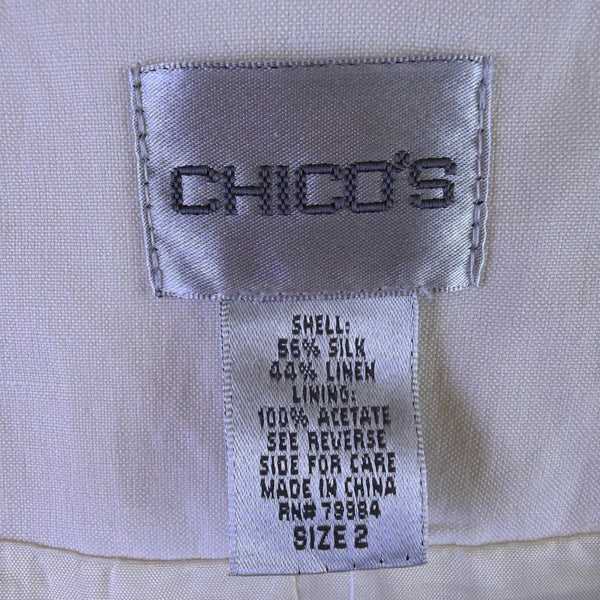 CHICO'S
SHELL:
56% SILK
44% LINEN
LINING:
100% ACETATE
SEE REVERSE
SIDE FOR CARE
MADE IN CHINA
RN# 79984
SIZE 2